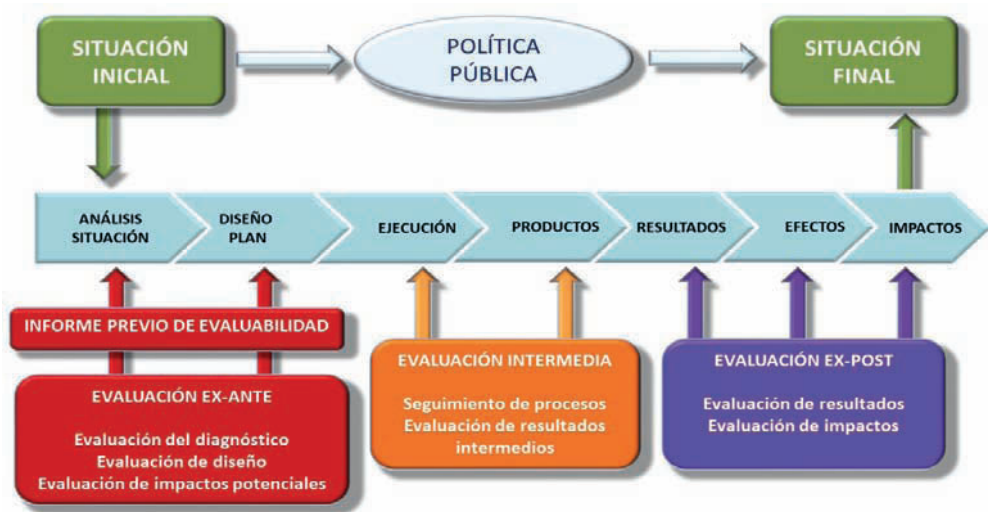 SITUACIÓN
INICIAL
POLÍTICA
PÚBLICA
SITUACIÓN
FINAL
ANÁLISIS
SITUACIÓN
DISEÑO
PLAN
EJECUCIÓN
PRODUCTOS
RESULTADOS
EFECTOS
IMPACTOS
INFORME PREVIO DE EVALUABILIDAD
EVALUACIÓN EX-ANTE
Evaluación del diagnóstico
Evaluación de diseño
Evaluación de impactos potenciales
EVALUACIÓN INTERMEDIA
Seguimiento de procesos
Evaluación de resultados
intermedios
EVALUACIÓN EX-POST
Evaluación de resultados
Evaluación de impactos